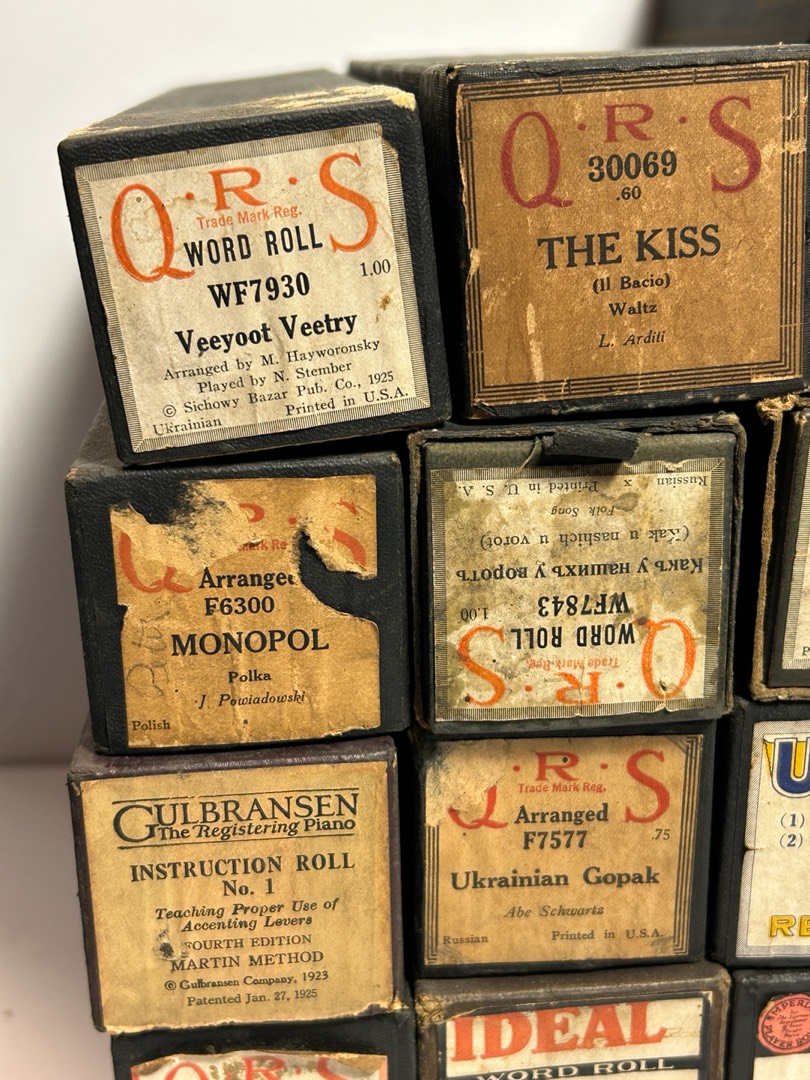 Q·R·S
Trade Mark Reg.
WORD ROLL
WF7930
1.00
Veeyoot Veetry
Arranged by M. Hayworonsky
Played by N. Stember
© Sichowy Bazar Pub. Co., 1925
Ukrainian Printed in U.S.A.
Q·R·S
30069
.60
THE KISS
(Il Bacio)
Waltz
L. Arditi
Arranged
F6300
MONOPOL
Polka
J Powiadowski
Polish
Q·R·S
Trade Mark Reg.
WORD ROLL
WF7843
1.00
Какъ у нашихъ воротъ
(Kak u nashich u vorot)
Folk Song
Russian x Printed in U. S. A.
GULBRANSEN
The Registering Piano
INSTRUCTION ROLL
No. 1
Teaching Proper Use of
Accenting Levers
FOURTH EDITION
MARTIN METHOD
© Gulbransen Company, 1923
Patented Jan. 27, 1925
Q·R·S
Trade Mark Reg.
Arranged
F7577
.75
Ukrainian Gopak
Abe Schwartz
Russian Printed in U.S.A.
U
(1)
(2)
RE
Q·R·S
IDEAL
WORD ROLL